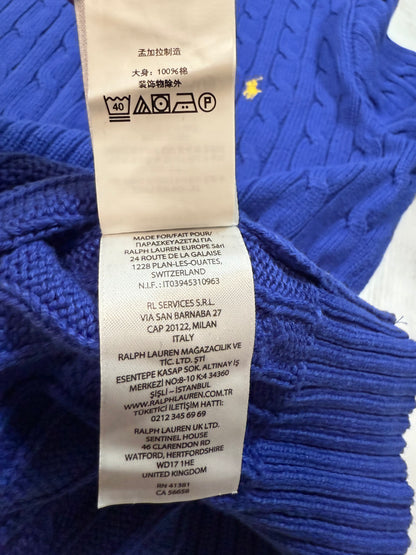 孟加拉制造
大身：100%棉
装饰物除外
40
P
MADE FOR/FAIT POUR/
ΠΑΡΑΣΚΕΥΑΖΕΤΑΙ ΓΙΑ
RALPH LAUREN EUROPE Sàrl
24 ROUTE DE LA GALAISE
1228 PLAN-LES-OUATES,
SWITZERLAND
N.I.F.: IT03945310963
RL SERVICES S.R.L.
VIA SAN BARNABA 27
CAP 20122, MILAN
ITALY
RALPH LAUREN MAĞAZACILIK VE
TİC. LTD. ŞTİ.
ESENTEPE KASAP SOK. ALTINAY İŞ
MERKEZİ NO:8-10 K:4 34360
ŞİŞLİ – İSTANBUL
WWW.RALPHLAUREN.COM.TR
TÜKETİCİ İLETİŞİM HATTI:
0212 345 69 69
RALPH LAUREN UK LTD.
SENTINEL HOUSE
46 CLARENDON RD
WATFORD, HERTFORDSHIRE
WD17 1HE
UNITED KINGDOM
RN 41381
CA 56658